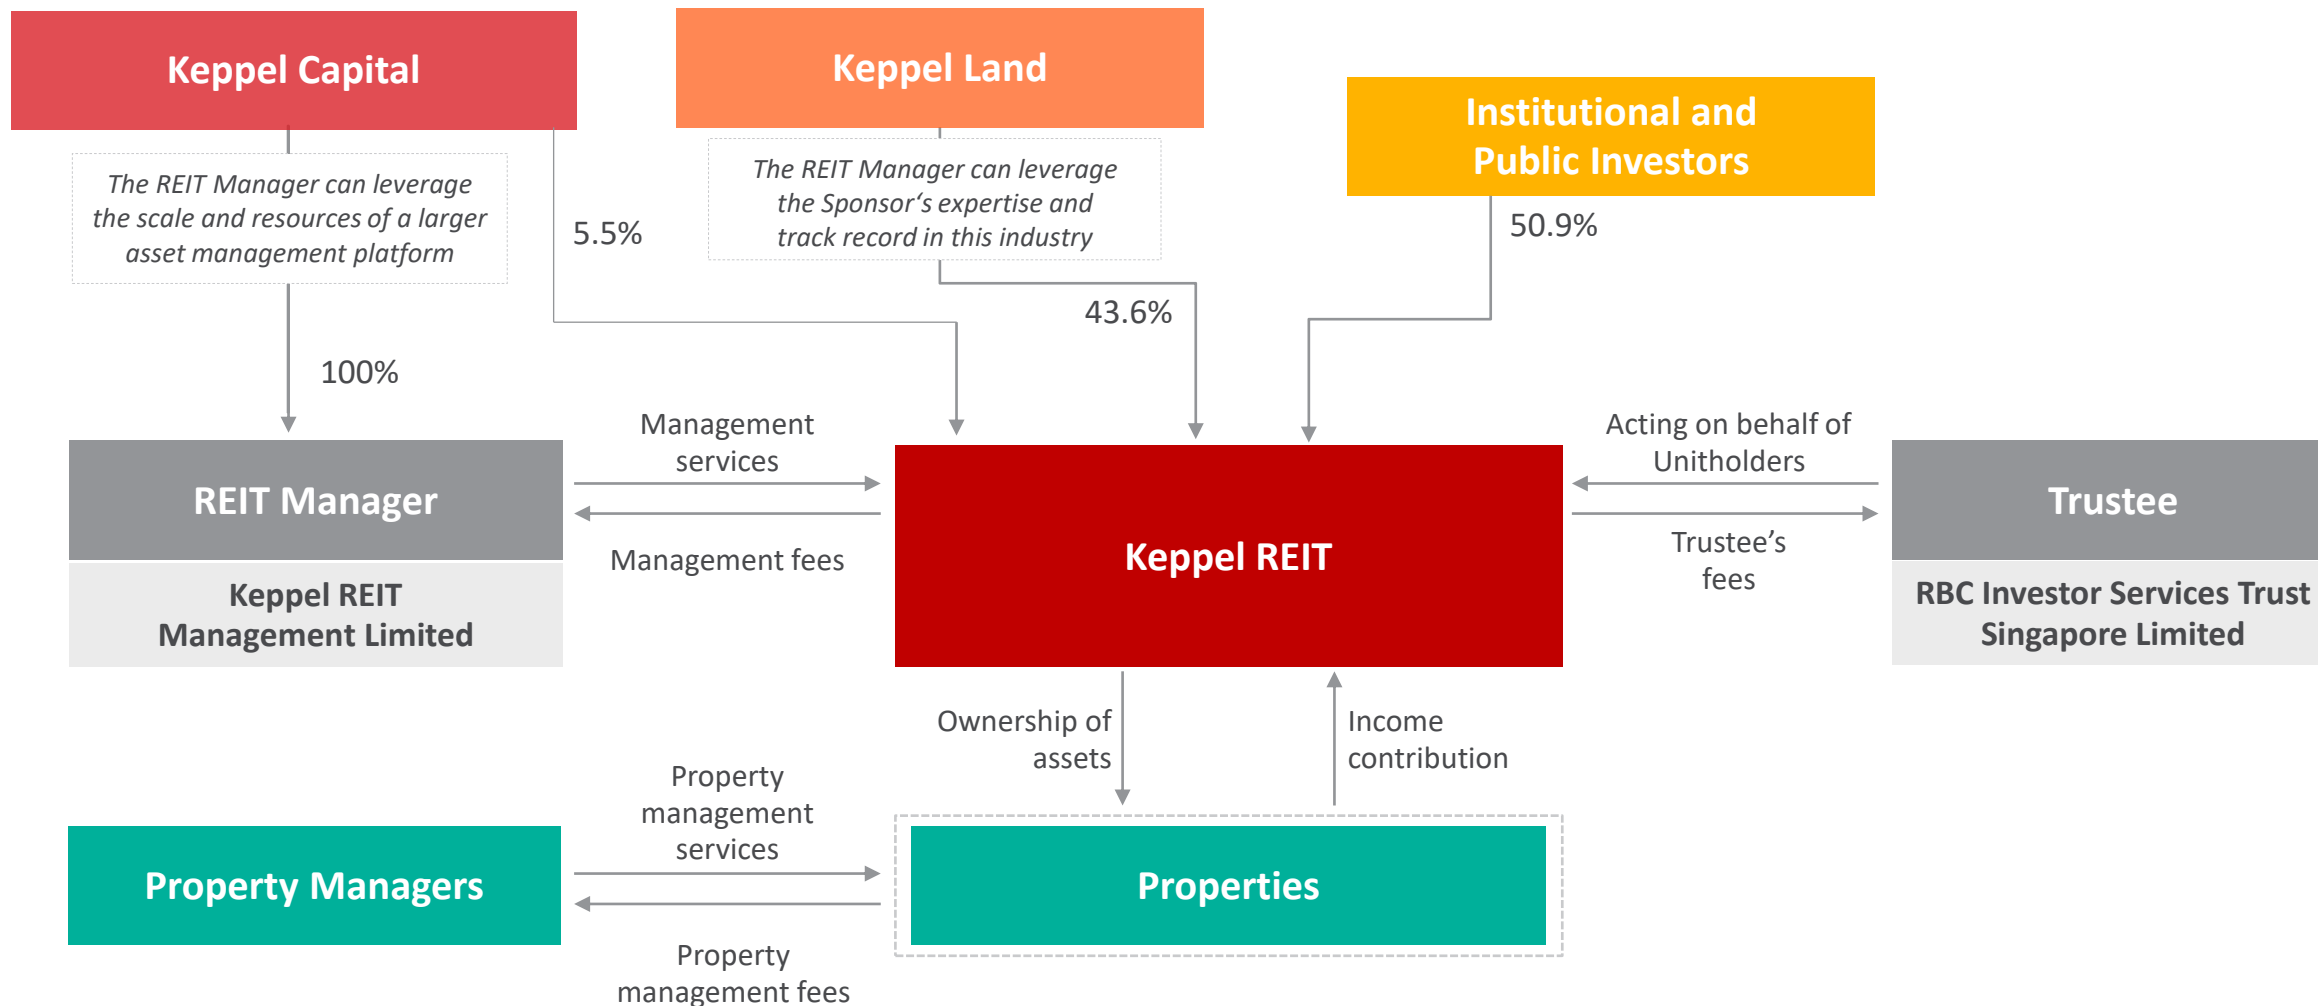 Keppel Capital
Keppel Land
Institutional and
Public Investors
The REIT Manager can leverage
the scale and resources of a larger
asset management platform
5.5%
The REIT Manager can leverage
the Sponsor‘s expertise and
track record in this industry
50.9%
43.6%
100%
Management
services
Acting on behalf of
Unitholders
REIT Manager
Keppel REIT
Management Limited
Management fees
Keppel REIT
Trustee
RBC Investor Services Trust
Singapore Limited
Trustee’s
fees
Ownership of
assets
Income
contribution
Property
management
services
Property Managers
Properties
Property
management fees